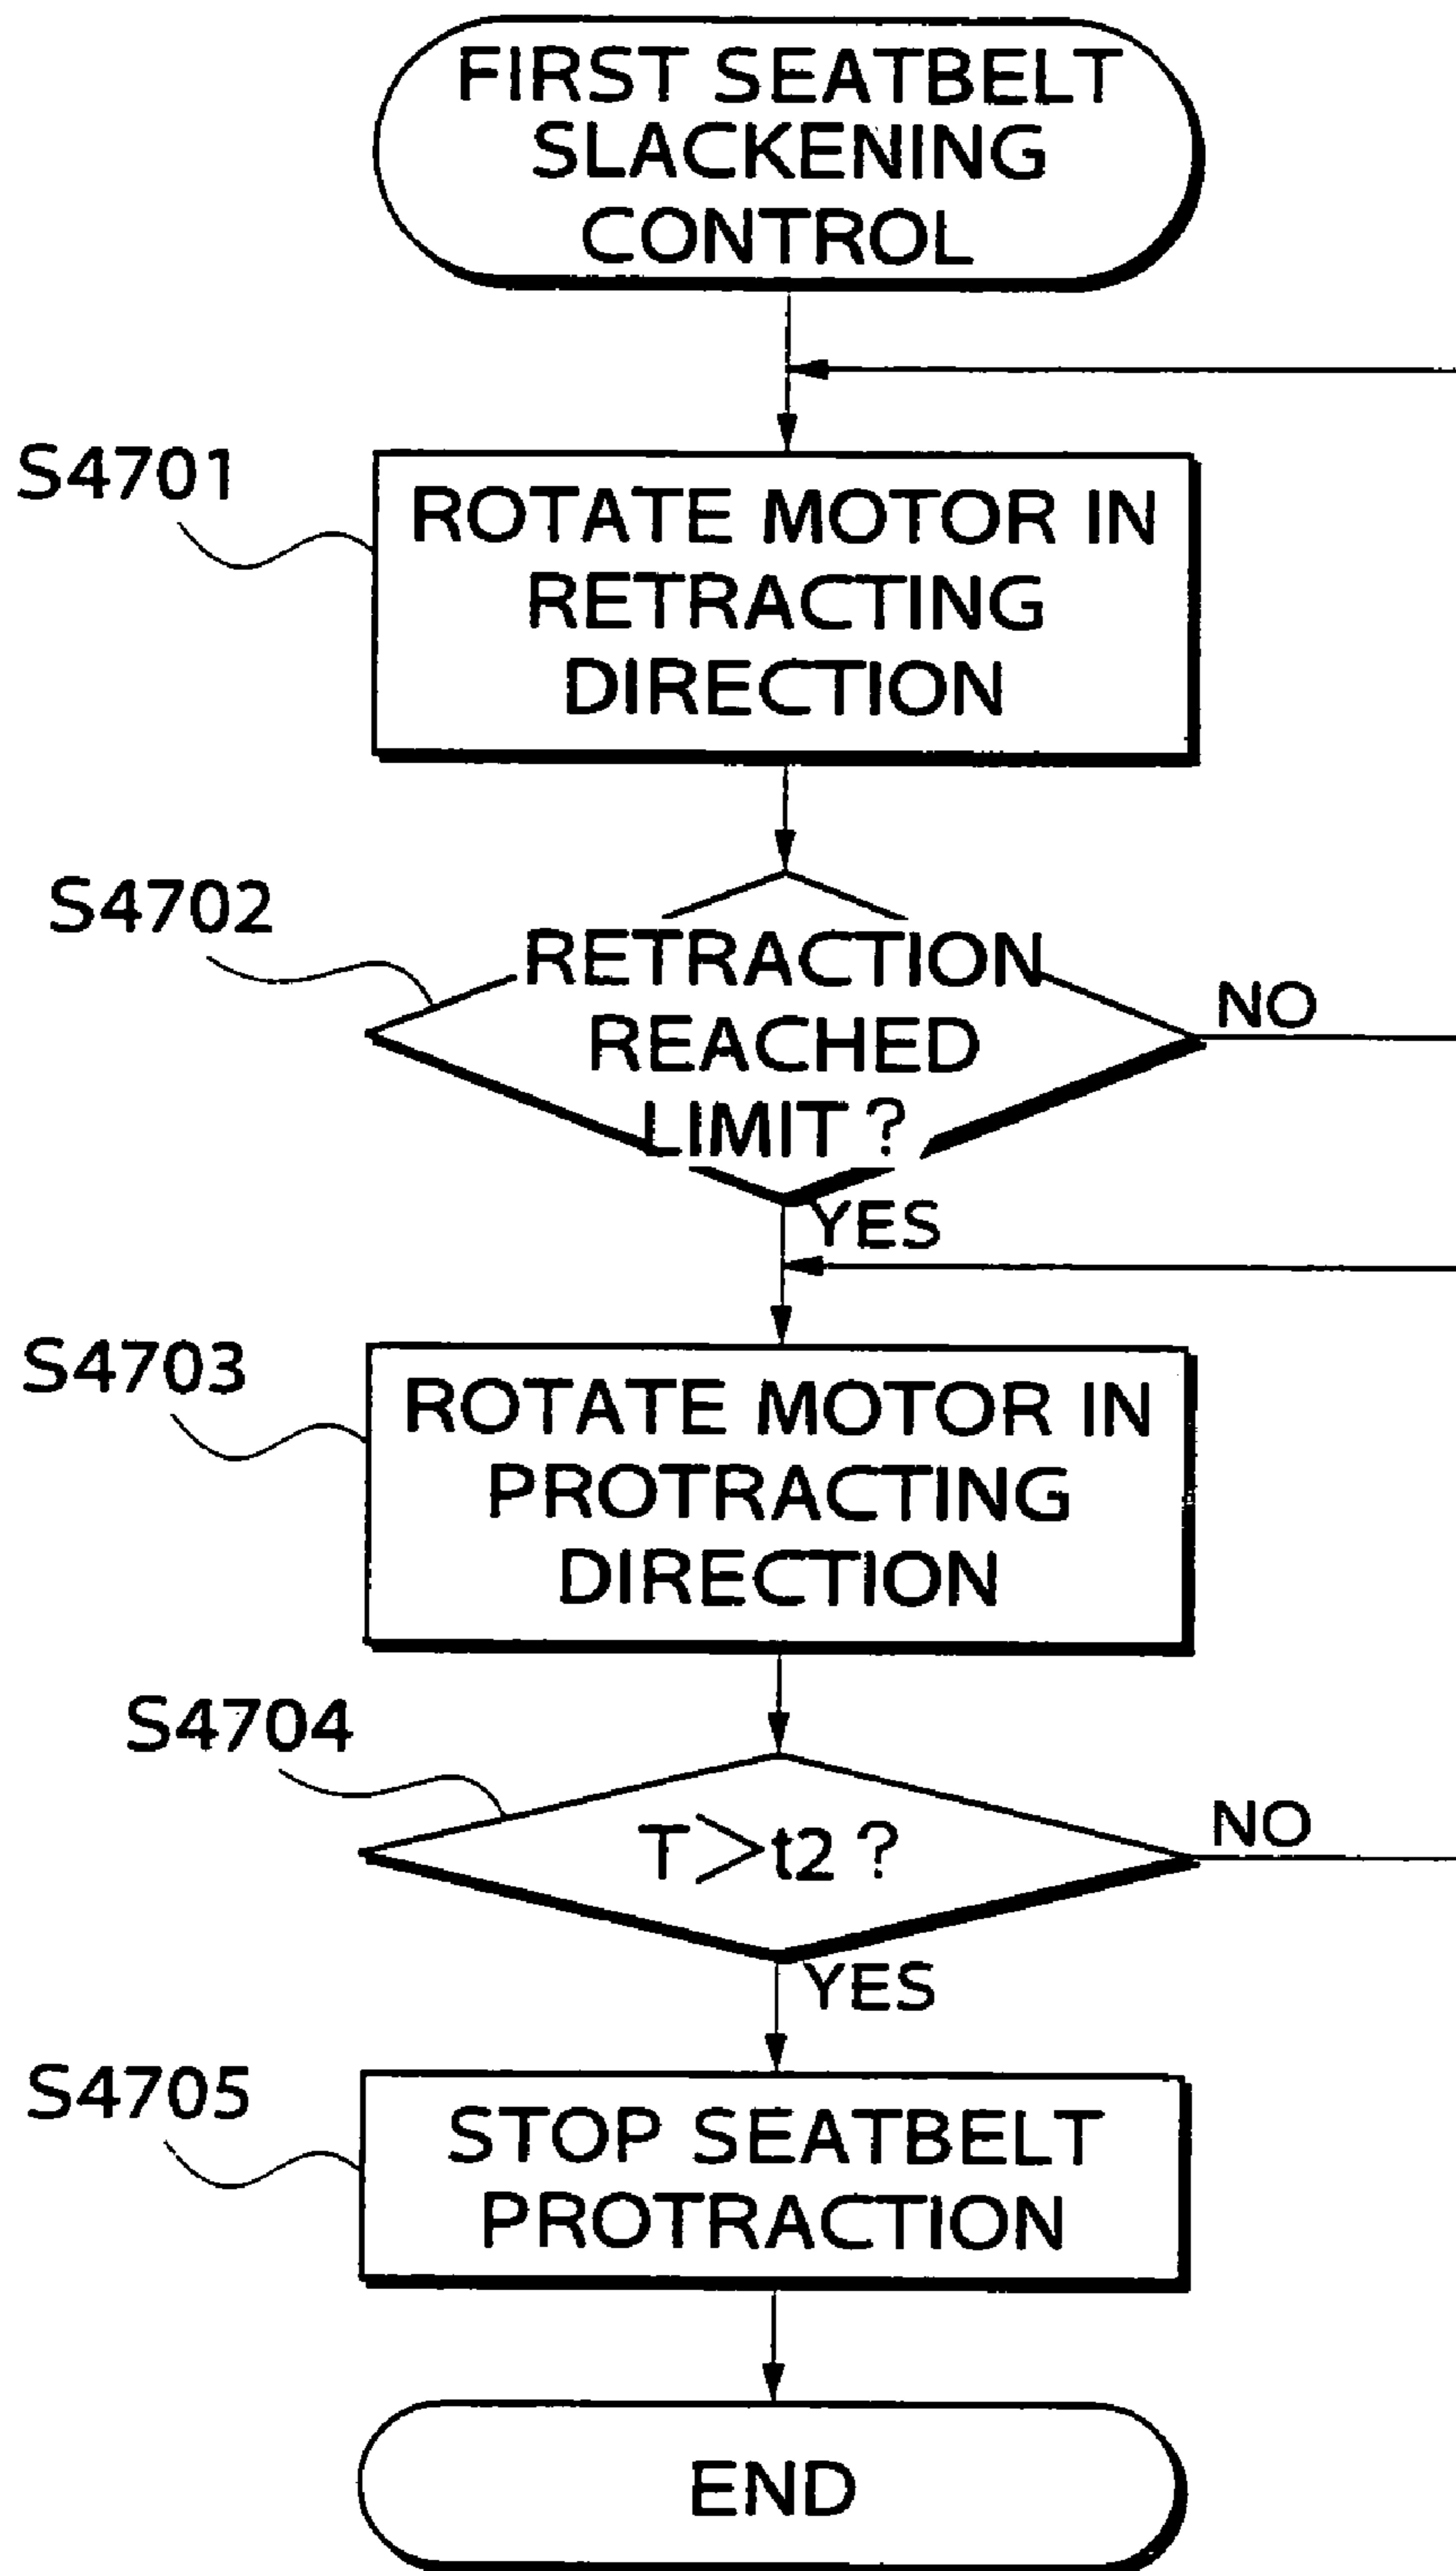 FIRST SEATBELT
SLACKENING
CONTROL
S4701
ROTATE MOTOR IN
RETRACTING
DIRECTION
S4702
RETRACTION
REACHED
LIMIT ?
NO
YES
S4703
ROTATE MOTOR IN
PROTRACTING
DIRECTION
S4704
T>t2 ?
NO
YES
S4705
STOP SEATBELT
PROTRACTION
END